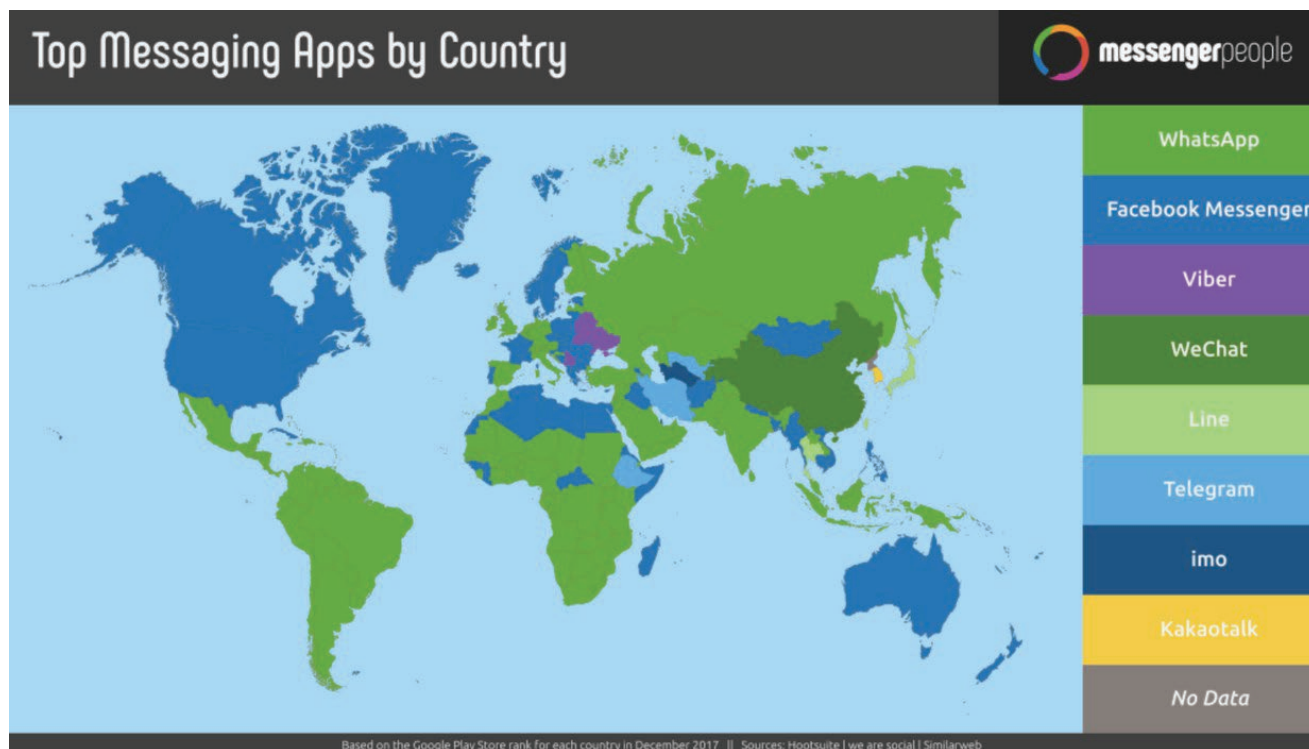 Top Messaging Apps by Country
messengerpeople
WhatsApp
Facebook Messenger
Viber
WeChat
Line
Telegram
imo
Kakaotalk
No Data
Based on the Google Play Store rank for each country in December 2017 || Sources: Hootsuite | we are social | Similarweb